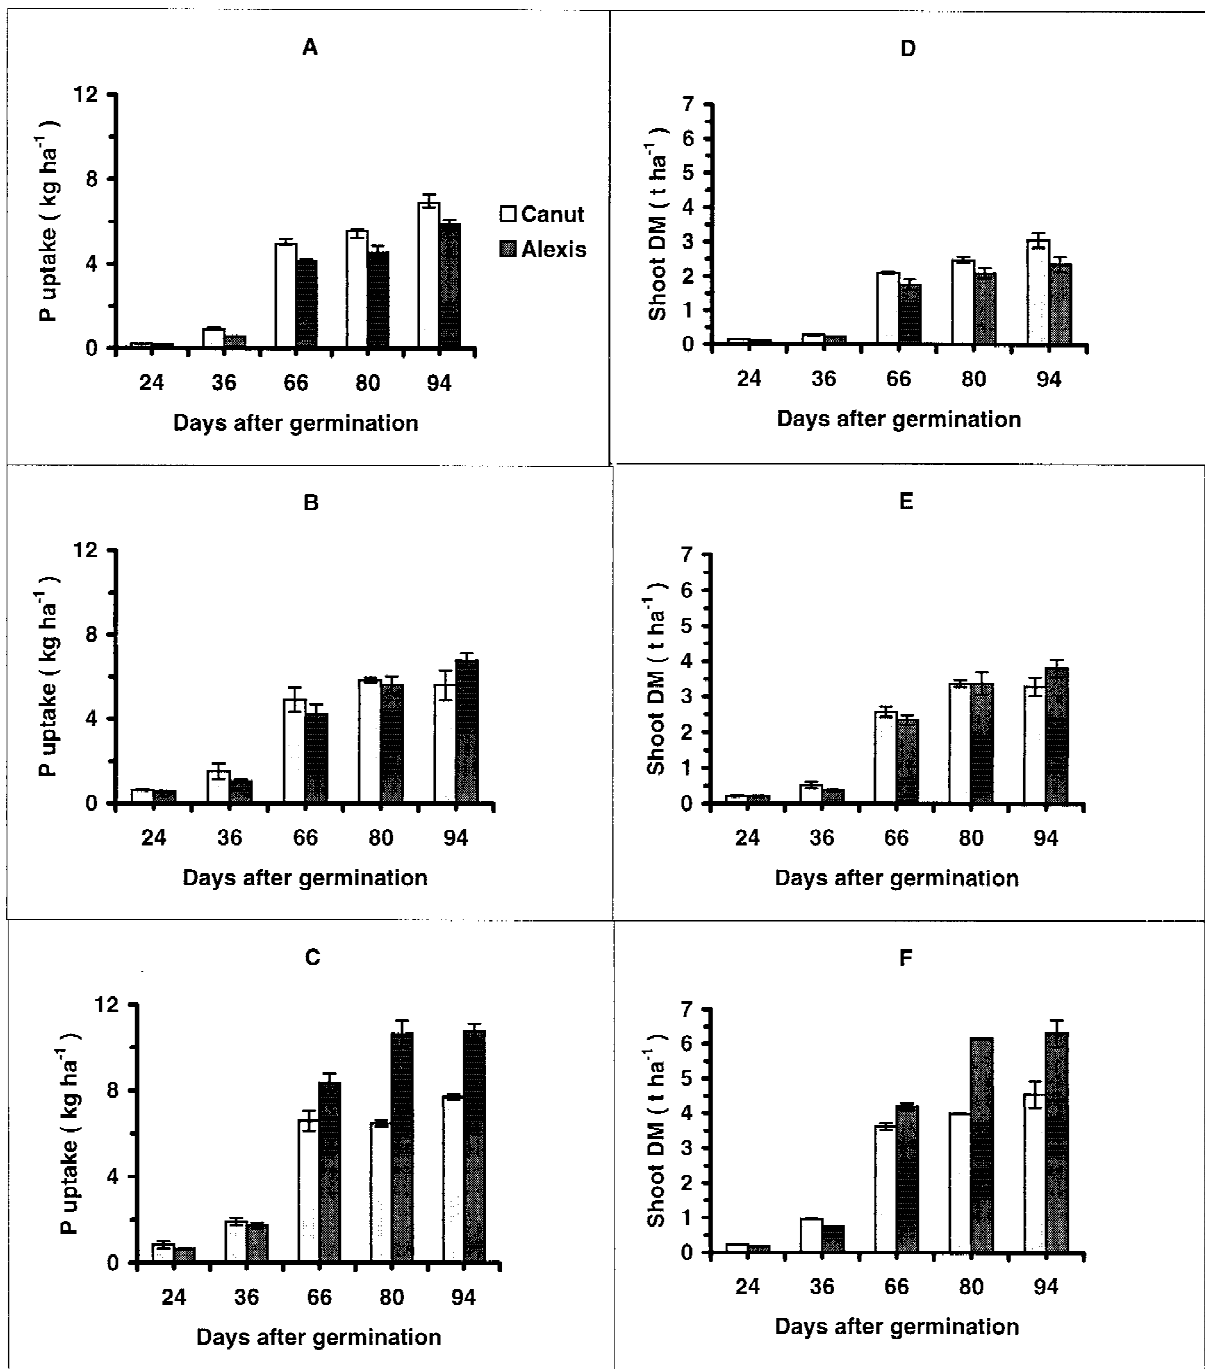 A
12
8
4
0
P uptake ( kg ha-1 )
24 36 66 80 94
Days after germination
Canut
Alexis
D
7
6
5
4
3
2
1
0
Shoot DM ( t ha-1 )
24 36 66 80 94
Days after germination
B
12
8
4
0
P uptake ( kg ha-1 )
24 36 66 80 94
Days after germination
E
7
6
5
4
3
2
1
0
Shoot DM ( t ha-1 )
24 36 66 80 94
Days after germination
C
12
8
4
0
P uptake ( kg ha-1 )
24 36 66 80 94
Days after germination
F
7
6
5
4
3
2
1
0
Shoot DM ( t ha-1 )
24 36 66 80 94
Days after germination